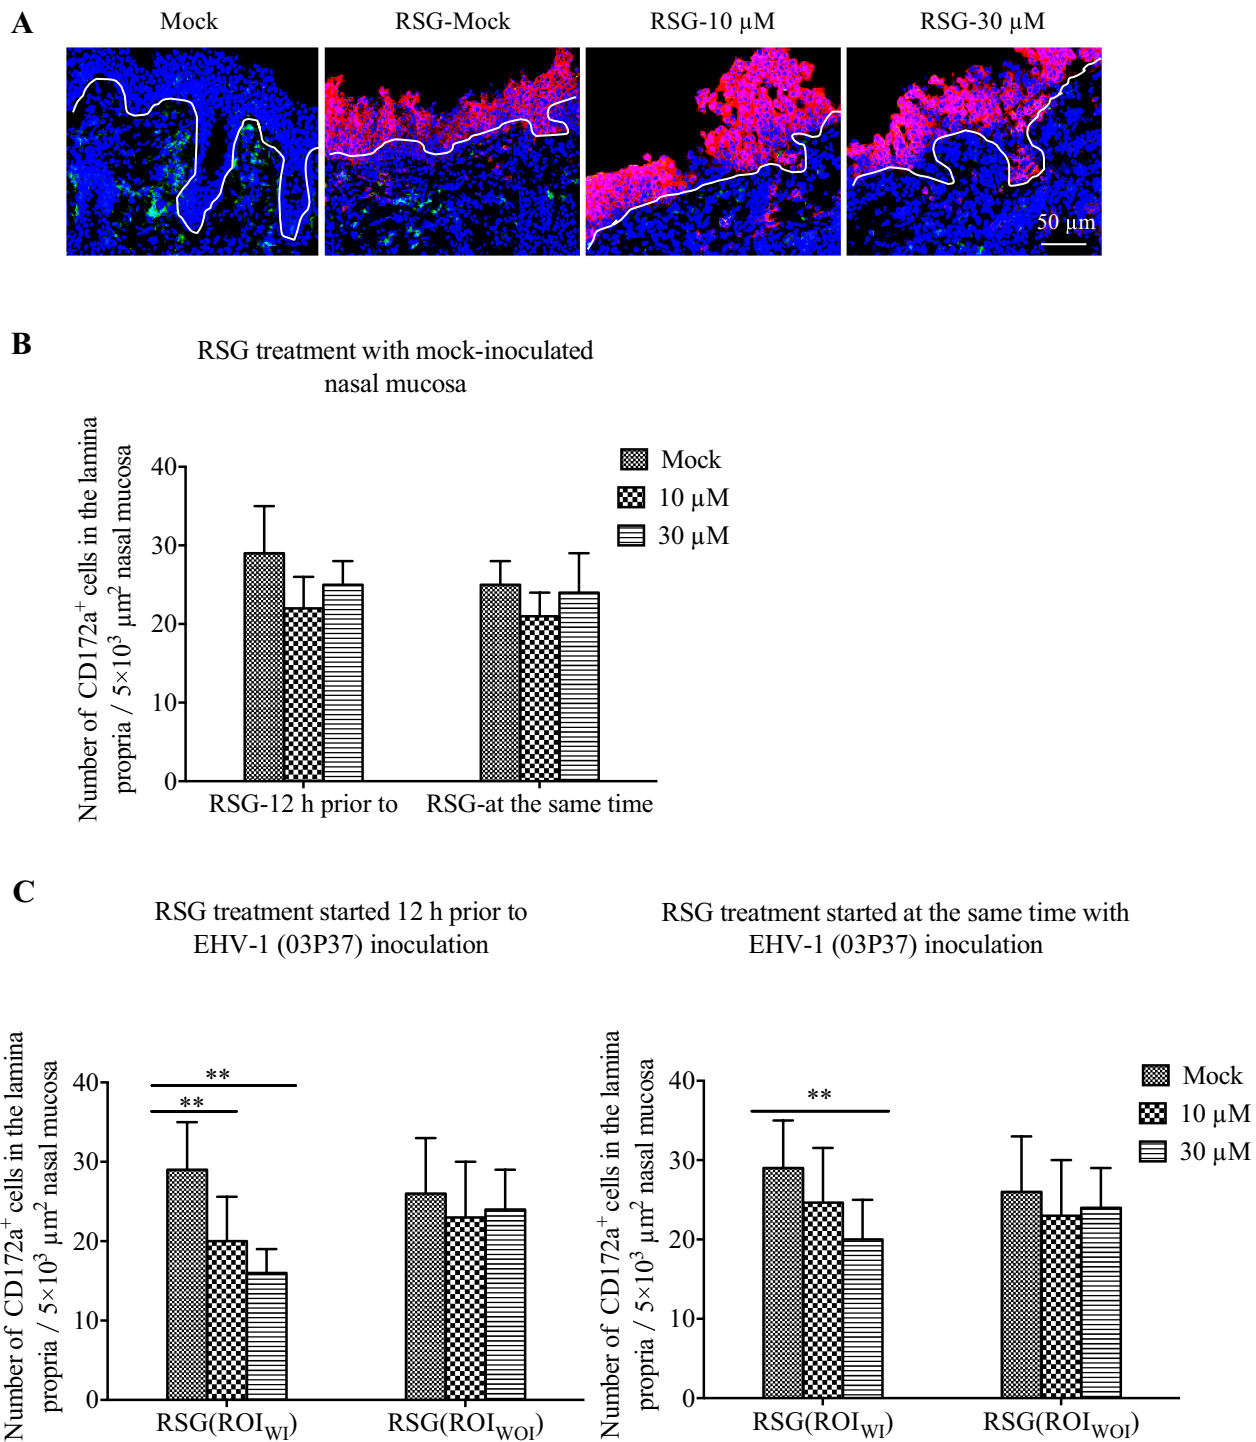 A
Mock
RSG-Mock
RSG-10 µM
RSG-30 µM
50 µm
B
RSG treatment with mock-inoculated
nasal mucosa
Number of CD172a⁺ cells in the lamina
propria / 5×10³ µm² nasal mucosa
40
30
20
10
0
RSG-12 h prior to
RSG-at the same time
Mock
10 µM
30 µM
C
RSG treatment started 12 h prior to
EHV-1 (03P37) inoculation
Number of CD172a⁺ cells in the lamina
propria / 5×10³ µm² nasal mucosa
40
30
20
10
0
**
**
RSG(ROI_WI)
RSG(ROI_WOI)
RSG treatment started at the same time with
EHV-1 (03P37) inoculation
Number of CD172a⁺ cells in the lamina
propria / 5×10³ µm² nasal mucosa
40
30
20
10
0
**
RSG(ROI_WI)
RSG(ROI_WOI)
Mock
10 µM
30 µM